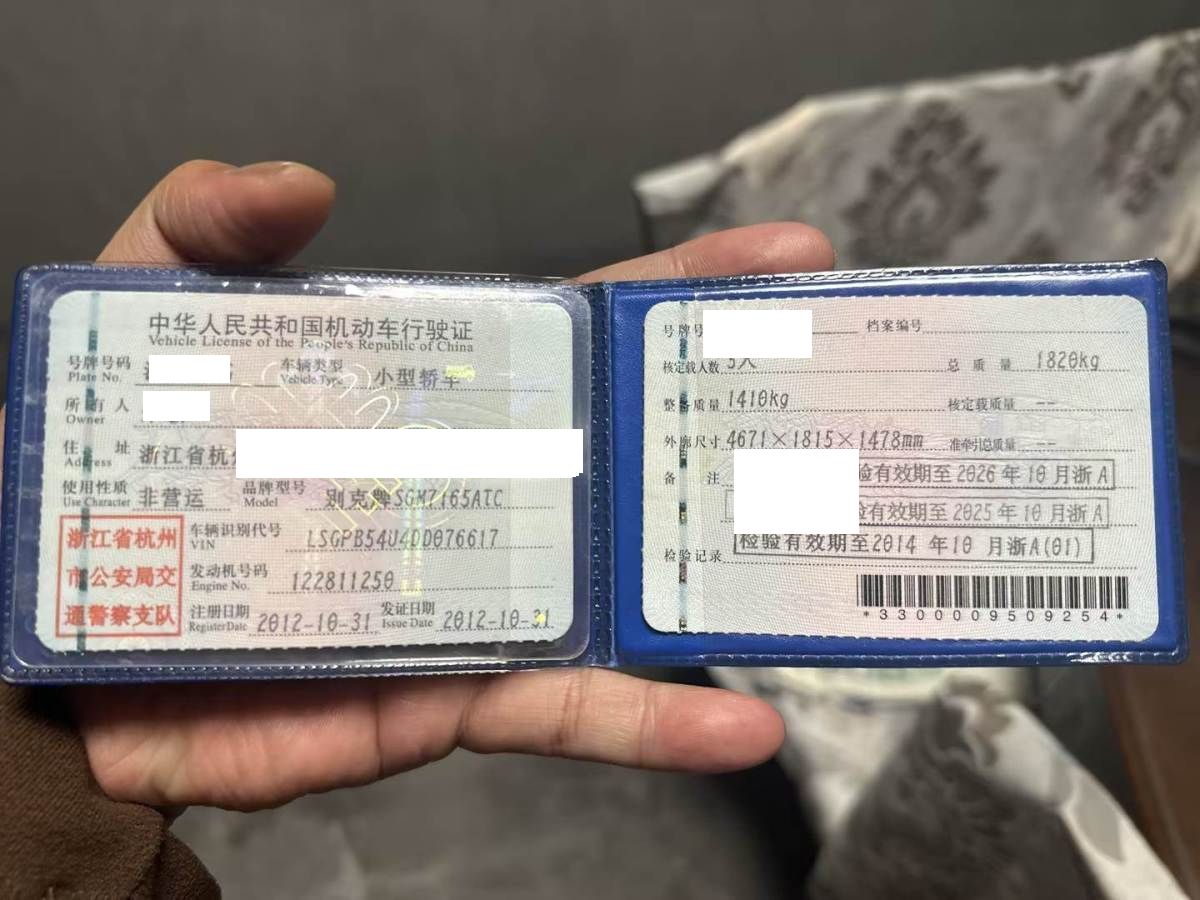 中华人民共和国机动车行驶证
Vehicle License of the People's Republic of China
号牌号码 车辆类型 小型轿车
Plate No. Vehicle Type
所有人
Owner
住址 浙江省杭
Address
使用性质 非营运 品牌型号 别克牌SGM7165ATC
Use Character Model
浙江省杭州
市公安局交
通警察支队
车辆识别代号 LSGPB54U4DD076617
VIN
发动机号码 122811250
Engine No.
注册日期 2012-10-31 发证日期 2012-10-31
Register Date Issue Date
号牌号 档案编号
核定载人数 5人 总质量 1820kg
整备质量 1410kg 核定载质量 --
外廓尺寸 4671×1815×1478mm 准牵引总质量 --
备注 验有效期至2026年10月浙A
验有效期至2025年10月浙A
检验记录 检验有效期至2014年10月浙A(01)
*3300009509254*